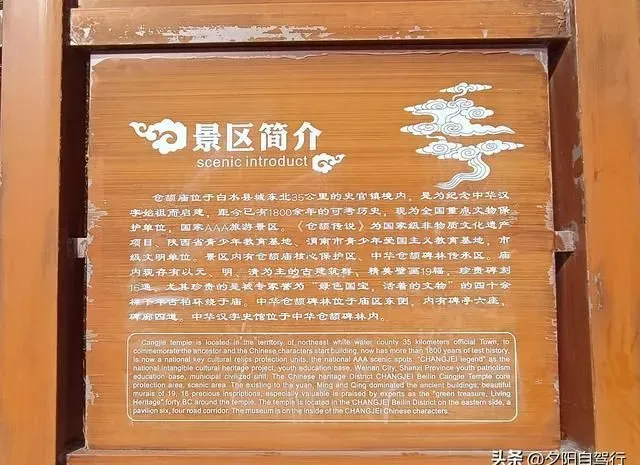 景区简介
scenic introduct
仓颉庙位于白水县城东北35公里的史官镇境内，是为纪念中华汉
字始祖而启建，距今已有1800余年的可考历史，现为全国重点文物保
护单位，国家AAA旅游景区。《仓颉传说》为国家级非物质文化遗产
项目、陕西省青少年教育基地、渭南市青少年爱国主义教育基地、市
级文明单位。景区内有仓颉庙核心保护区、中华仓颉碑林传承区。庙
内现存有以元、明、清为主的古建筑群，精美壁画19幅，珍贵碑刻
16通，尤其珍贵的是被专家誉为“绿色国宝，活着的文物”的四十余
棵千年古柏环绕于庙。中华仓颉碑林位于庙区东侧，内有碑亭六座，
碑廊四道。中华汉字史馆位于中华仓颉碑林内。
Cangjie temple is located in the territory of northeast white water county 35 kilometers official Town, to
commemorate the ancestor and the Chinese characters start building, now has more than 1800 years of test history,
is now a national key cultural relips protection units, the national AAA scenic spots. "CHANGJEI legend" as the
national intangible cultural heritage project, youth education base, Weinan City, Shanxi Province youth patriotism
education base, municipal civilized unit. The Chinese heritage District CHANGJEI Beilin Cangjie Temple core
protection area, scenic area. The existing to the yuan, Ming and Qing dominated the ancient buildings, beautiful
murals of 19, 16 precious Inscriptions, especially valuable is praised by experts as the "green treasure, Living
Heritage" forty BC around the temple. The temple is located in the CHANGJEI Beilin District on the eastern side, a
pavilion six, four road corridor. The museum is on the inside of the CHANGJEI Chinese characters.
头条 @夕阳自驾行